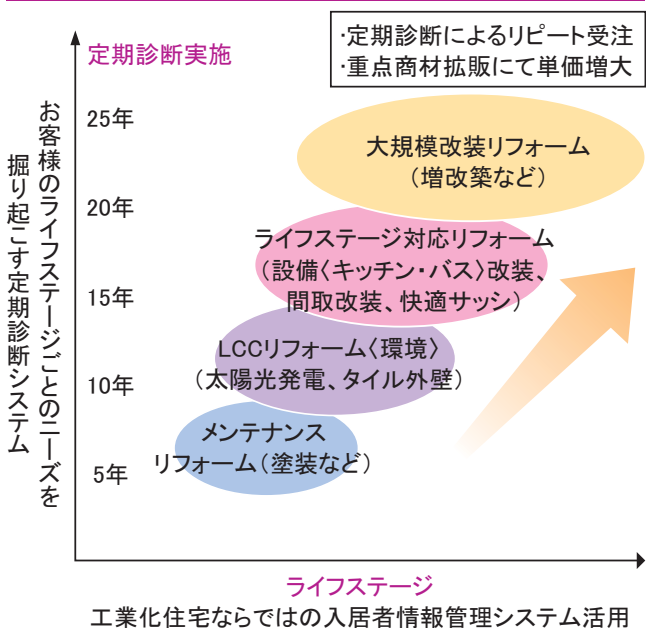 ・定期診断によるリピート受注
・重点商材拡販にて単価増大
定期診断実施
お客様のライフステージごとのニーズを
掘り起こす定期診断システム
25年
20年
15年
10年
5年
大規模改装リフォーム
（増改築など）
ライフステージ対応リフォーム
（設備〈キッチン・バス〉改装、
間取改装、快適サッシ）
LCCリフォーム〈環境〉
（太陽光発電、タイル外壁）
メンテナンス
リフォーム（塗装など）
ライフステージ
工業化住宅ならではの入居者情報管理システム活用